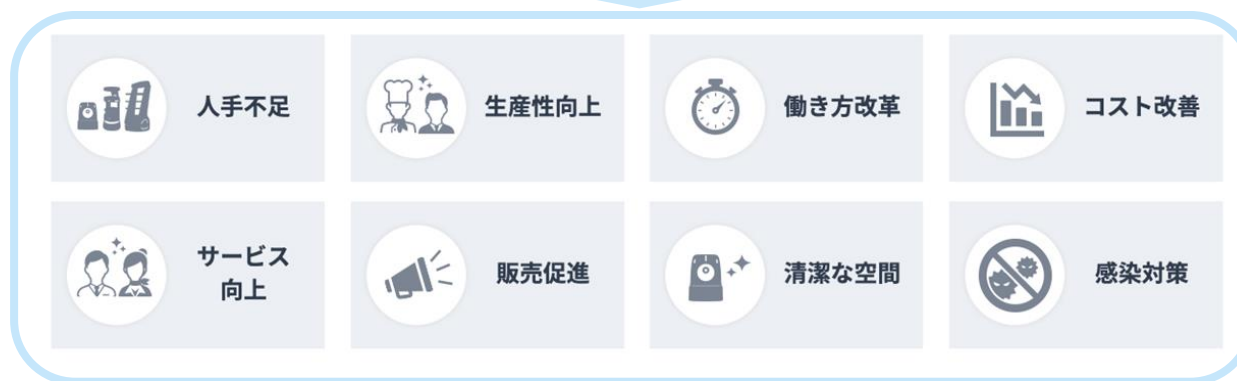 人手不足
生産性向上
働き方改革
コスト改善
サービス
向上
販売促進
清潔な空間
感染対策